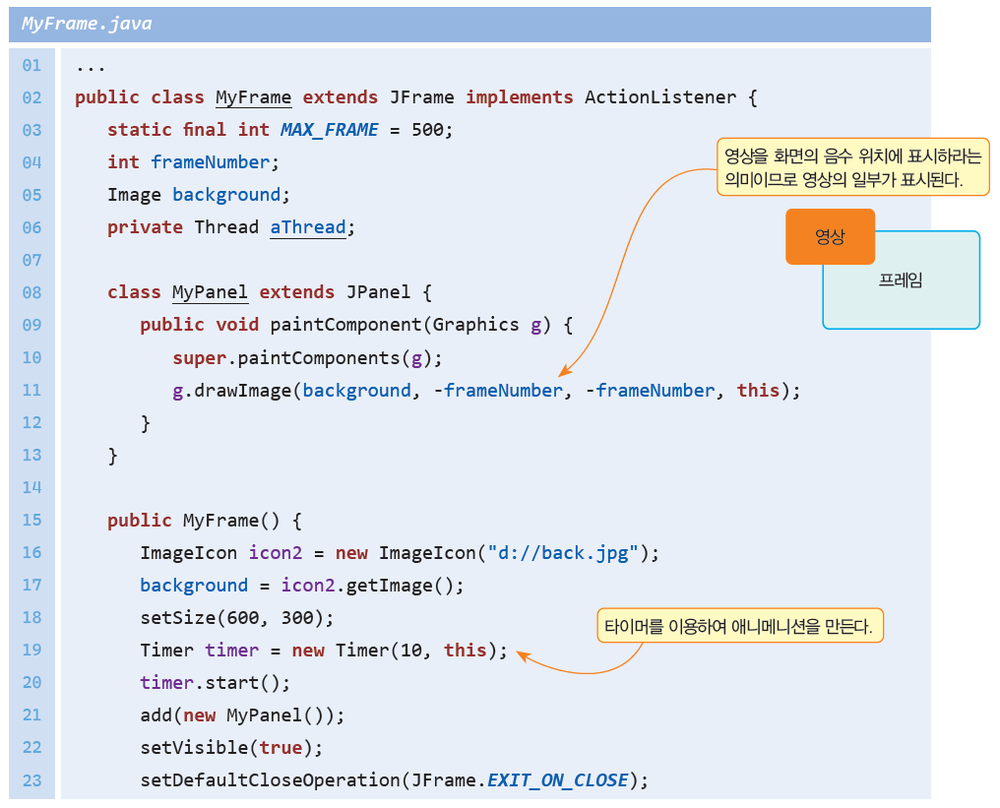 MyFrame.java
01 ...
02 public class MyFrame extends JFrame implements ActionListener {
03 static final int MAX_FRAME = 500;
04 int frameNumber;
05 Image background;
06 private Thread aThread;
07
08 class MyPanel extends JPanel {
09 public void paintComponent(Graphics g) {
10 super.paintComponents(g);
11 g.drawImage(background, -frameNumber, -frameNumber, this);
12 }
13 }
14
15 public MyFrame() {
16 ImageIcon icon2 = new ImageIcon("d://back.jpg");
17 background = icon2.getImage();
18 setSize(600, 300);
19 Timer timer = new Timer(10, this);
20 timer.start();
21 add(new MyPanel());
22 setVisible(true);
23 setDefaultCloseOperation(JFrame.EXIT_ON_CLOSE);
영상을 화면의 음수 위치에 표시하라는
의미이므로 영상의 일부가 표시된다.
영상
프레임
타이머를 이용하여 애니메니션을 만든다.